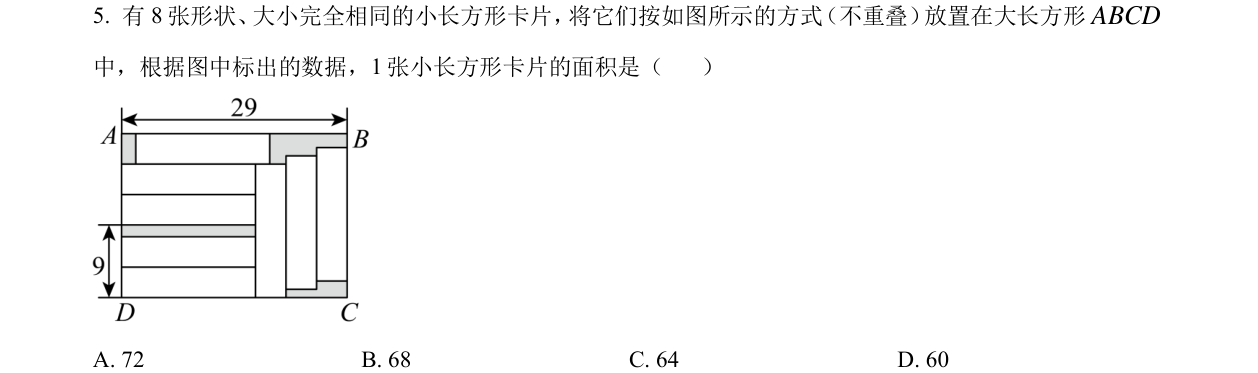 5. 有 8 张形状、大小完全相同的小长方形卡片，将它们按如图所示的方式（不重叠）放置在大长方形 ABCD
中，根据图中标出的数据，1 张小长方形卡片的面积是（　　）
29
A
B
9
D
C
A. 72
B. 68
C. 64
D. 60